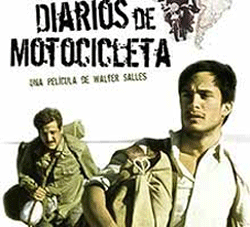 DIARIOS DE
MOTOCICLETA
UNA PELÍCULA DE WALTER SALLES